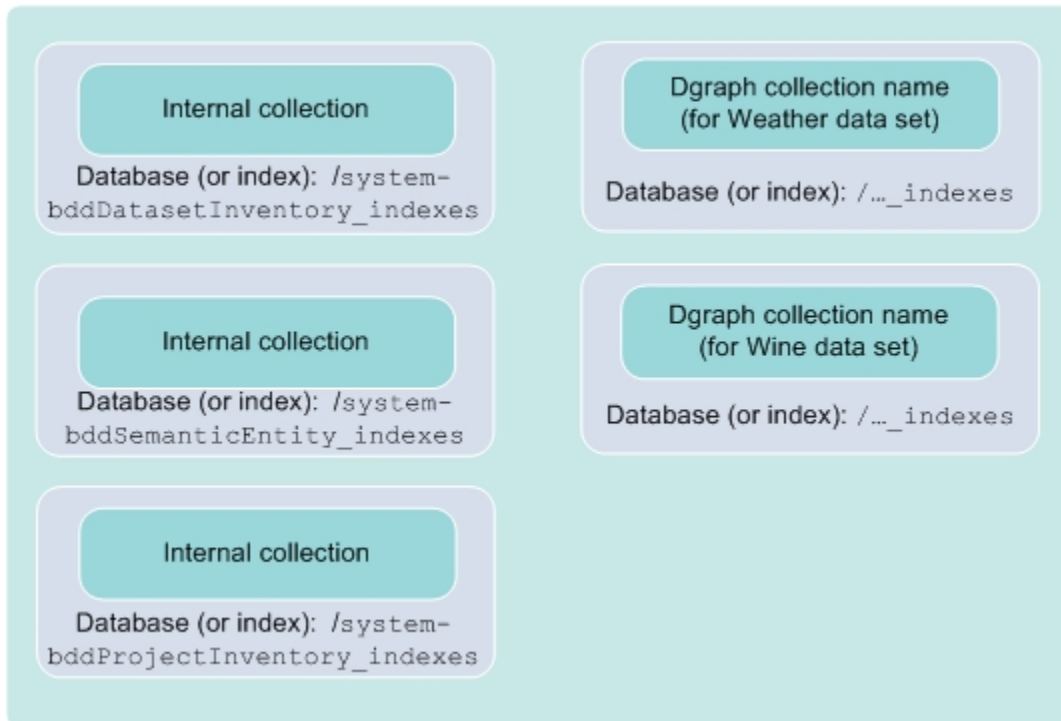 Internal collection
Database (or index): /system-
bddDatasetInventory_indexes
Internal collection
Database (or index): /system-
bddSemanticEntity_indexes
Internal collection
Database (or index): /system-
bddProjectInventory_indexes
Dgraph collection name
(for Weather data set)
Database (or index): /…_indexes
Dgraph collection name
(for Wine data set)
Database (or index): /…_indexes